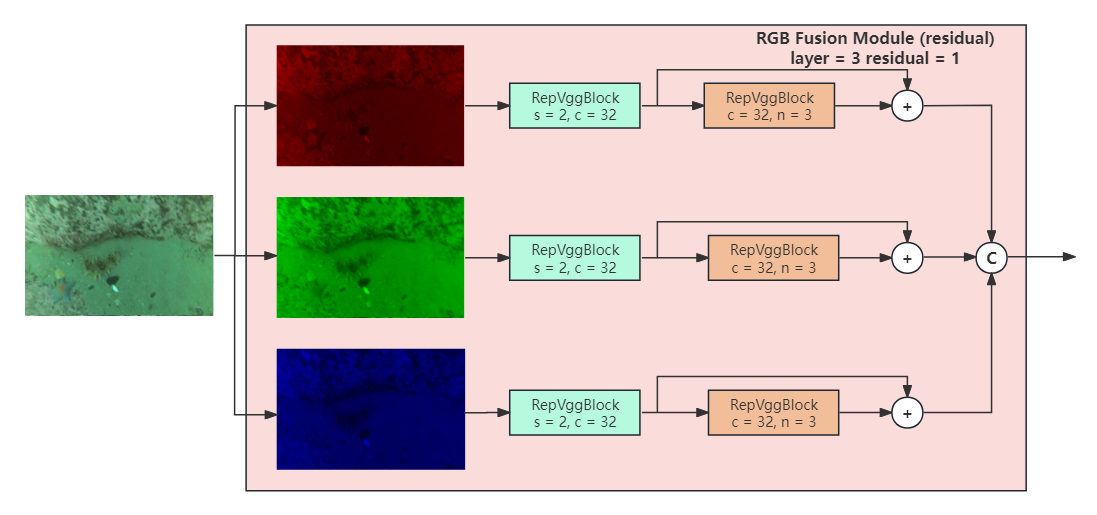 RGB Fusion Module (residual)
layer = 3 residual = 1
RepVggBlock
s = 2, c = 32
RepVggBlock
c = 32, n = 3
+
RepVggBlock
s = 2, c = 32
RepVggBlock
c = 32, n = 3
+
C
RepVggBlock
s = 2, c = 32
RepVggBlock
c = 32, n = 3
+